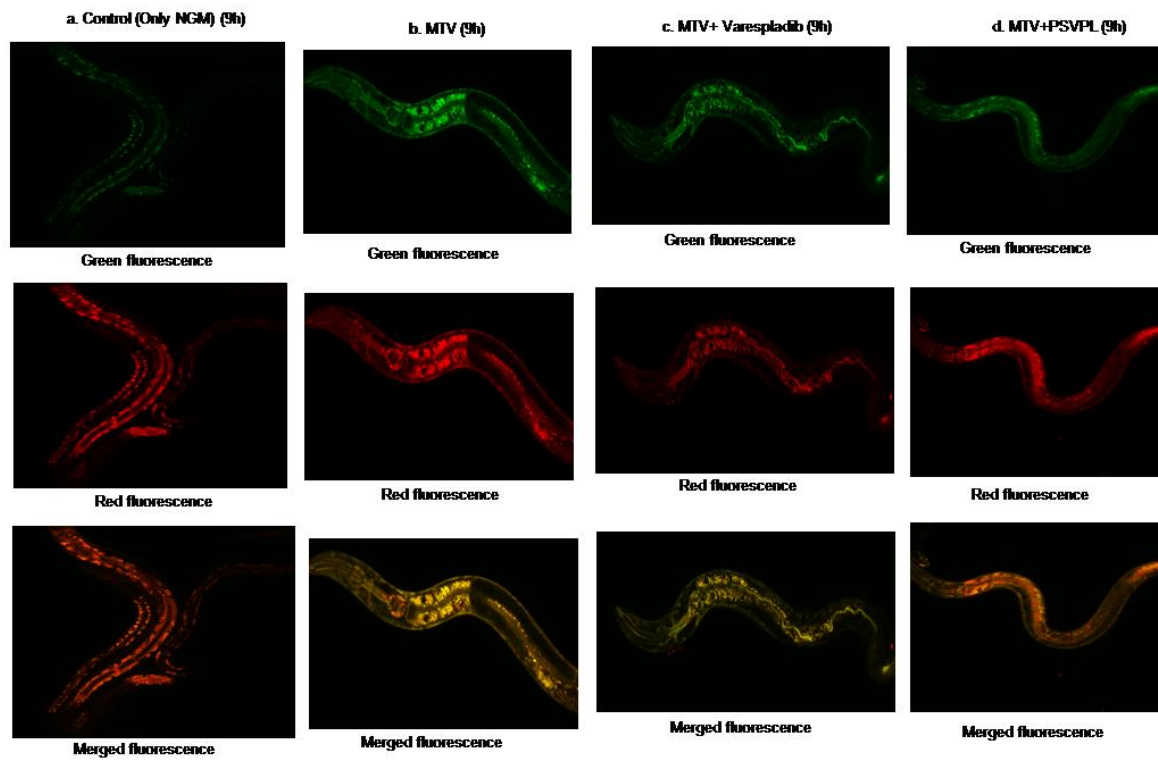 a. Control (Only NGM) (9h)
b. MTV (9h)
c. MTV+ Varespladib (9h)
d. MTV+PSVPL (9h)
Green fluorescence
Green fluorescence
Green fluorescence
Green fluorescence
Red fluorescence
Red fluorescence
Red fluorescence
Red fluorescence
Merged fluorescence
Merged fluorescence
Merged fluorescence
Merged fluorescence